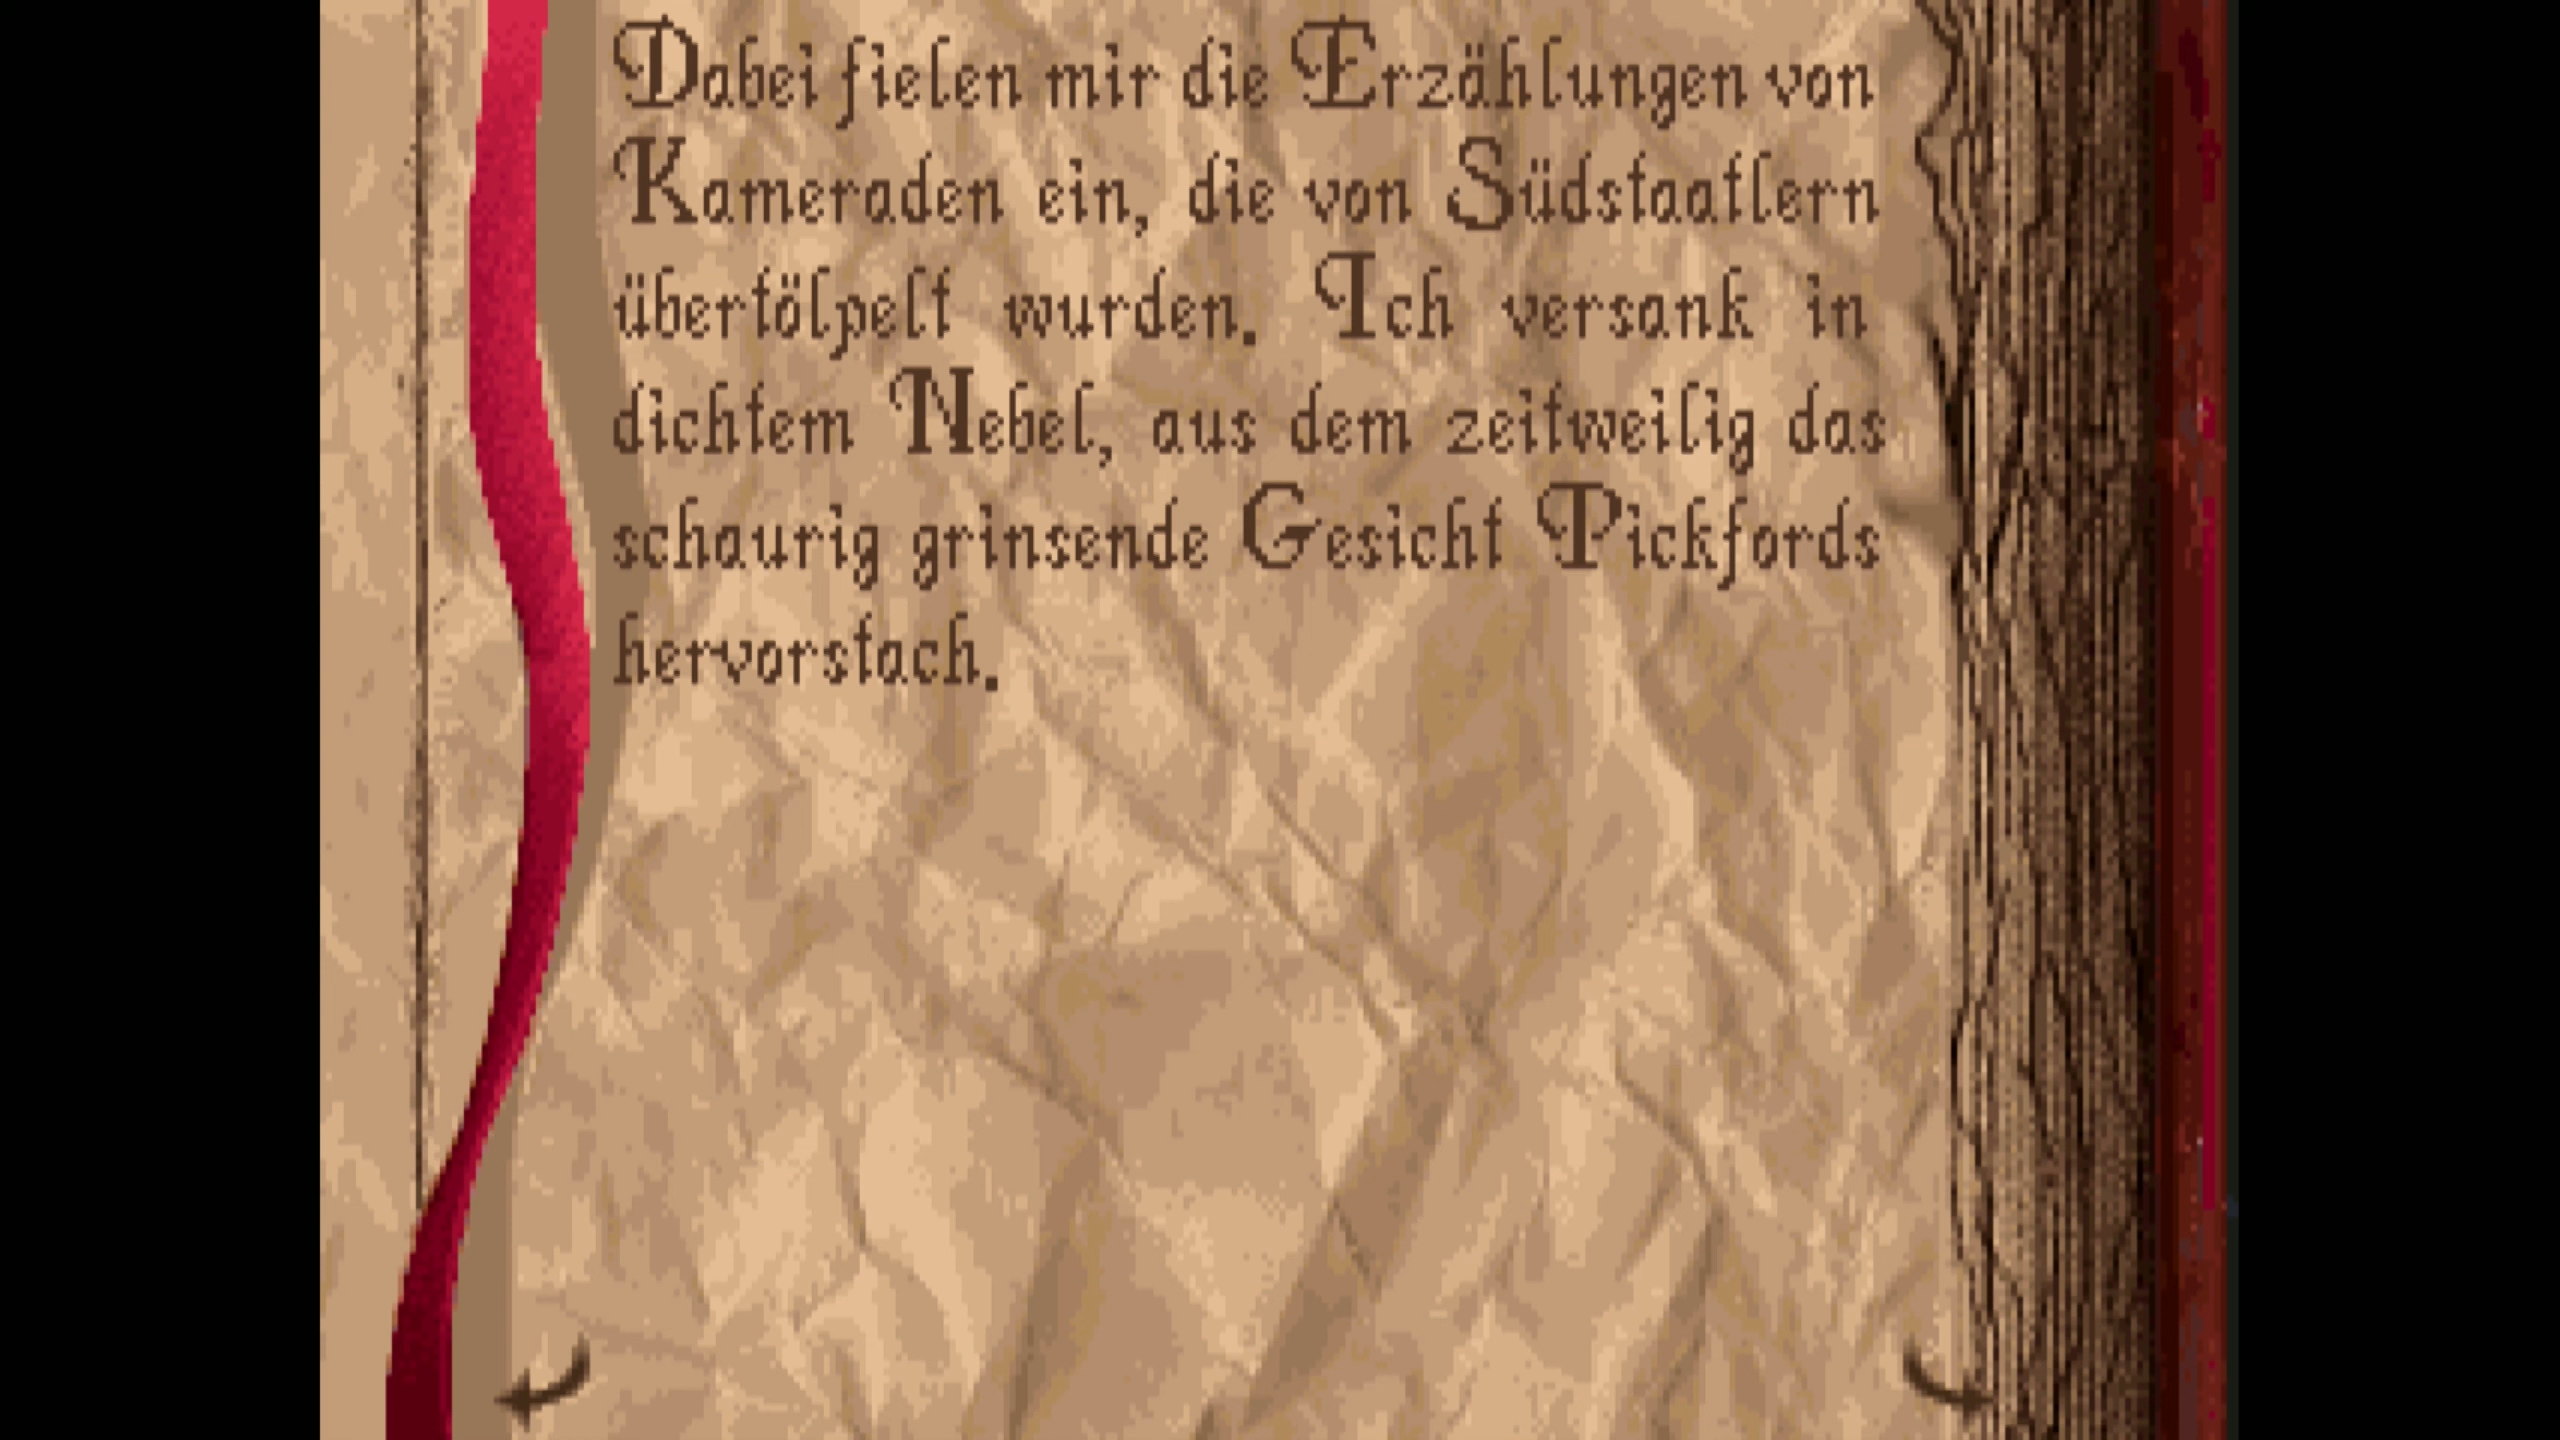 Dabei fielen mir die Erzählungen von
Kameraden ein, die von Südstaatlern
übertölpelt wurden. Ich versank in
dichtem Nebel, aus dem zeitweilig das
schaurig grinsende Gesicht Pickfords
hervorstach.